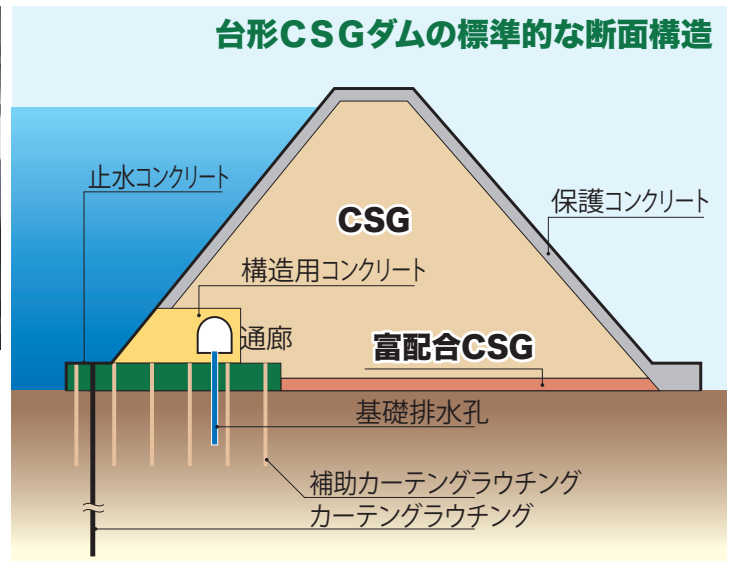 台形CSGダムの標準的な断面構造
止水コンクリート
保護コンクリート
CSG
構造用コンクリート
通廊
富配合CSG
基礎排水孔
補助カーテングラウチング
カーテングラウチング